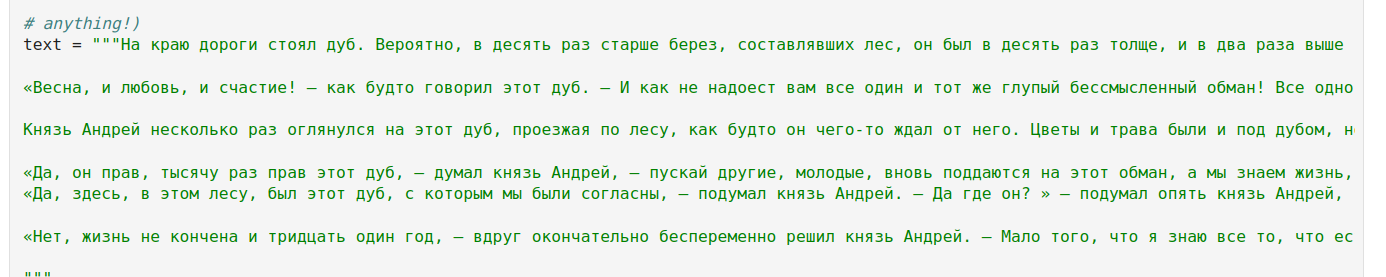 # anything!)
text = """На краю дороги стоял дуб. Вероятно, в десять раз старше берез, составлявших лес, он был в десять раз толще, и в два раза выше
«Весна, и любовь, и счастие! — как будто говорил этот дуб. — И как не надоест вам все один и тот же глупый бессмысленный обман! Все одно
Князь Андрей несколько раз оглянулся на этот дуб, проезжая по лесу, как будто он чего-то ждал от него. Цветы и трава были и под дубом,
«Да, он прав, тысячу раз прав этот дуб, — думал князь Андрей, — пускай другие, молодые, вновь поддаются на этот обман, а мы знаем жизнь,
«Да, здесь, в этом лесу, был этот дуб, с которым мы были согласны, — подумал князь Андрей. — Да где он? » — подумал опять князь Андрей,
«Нет, жизнь не кончена и тридцать один год, — вдруг окончательно беспеременно решил князь Андрей. — Мало того, что я знаю все то, что ес
"""